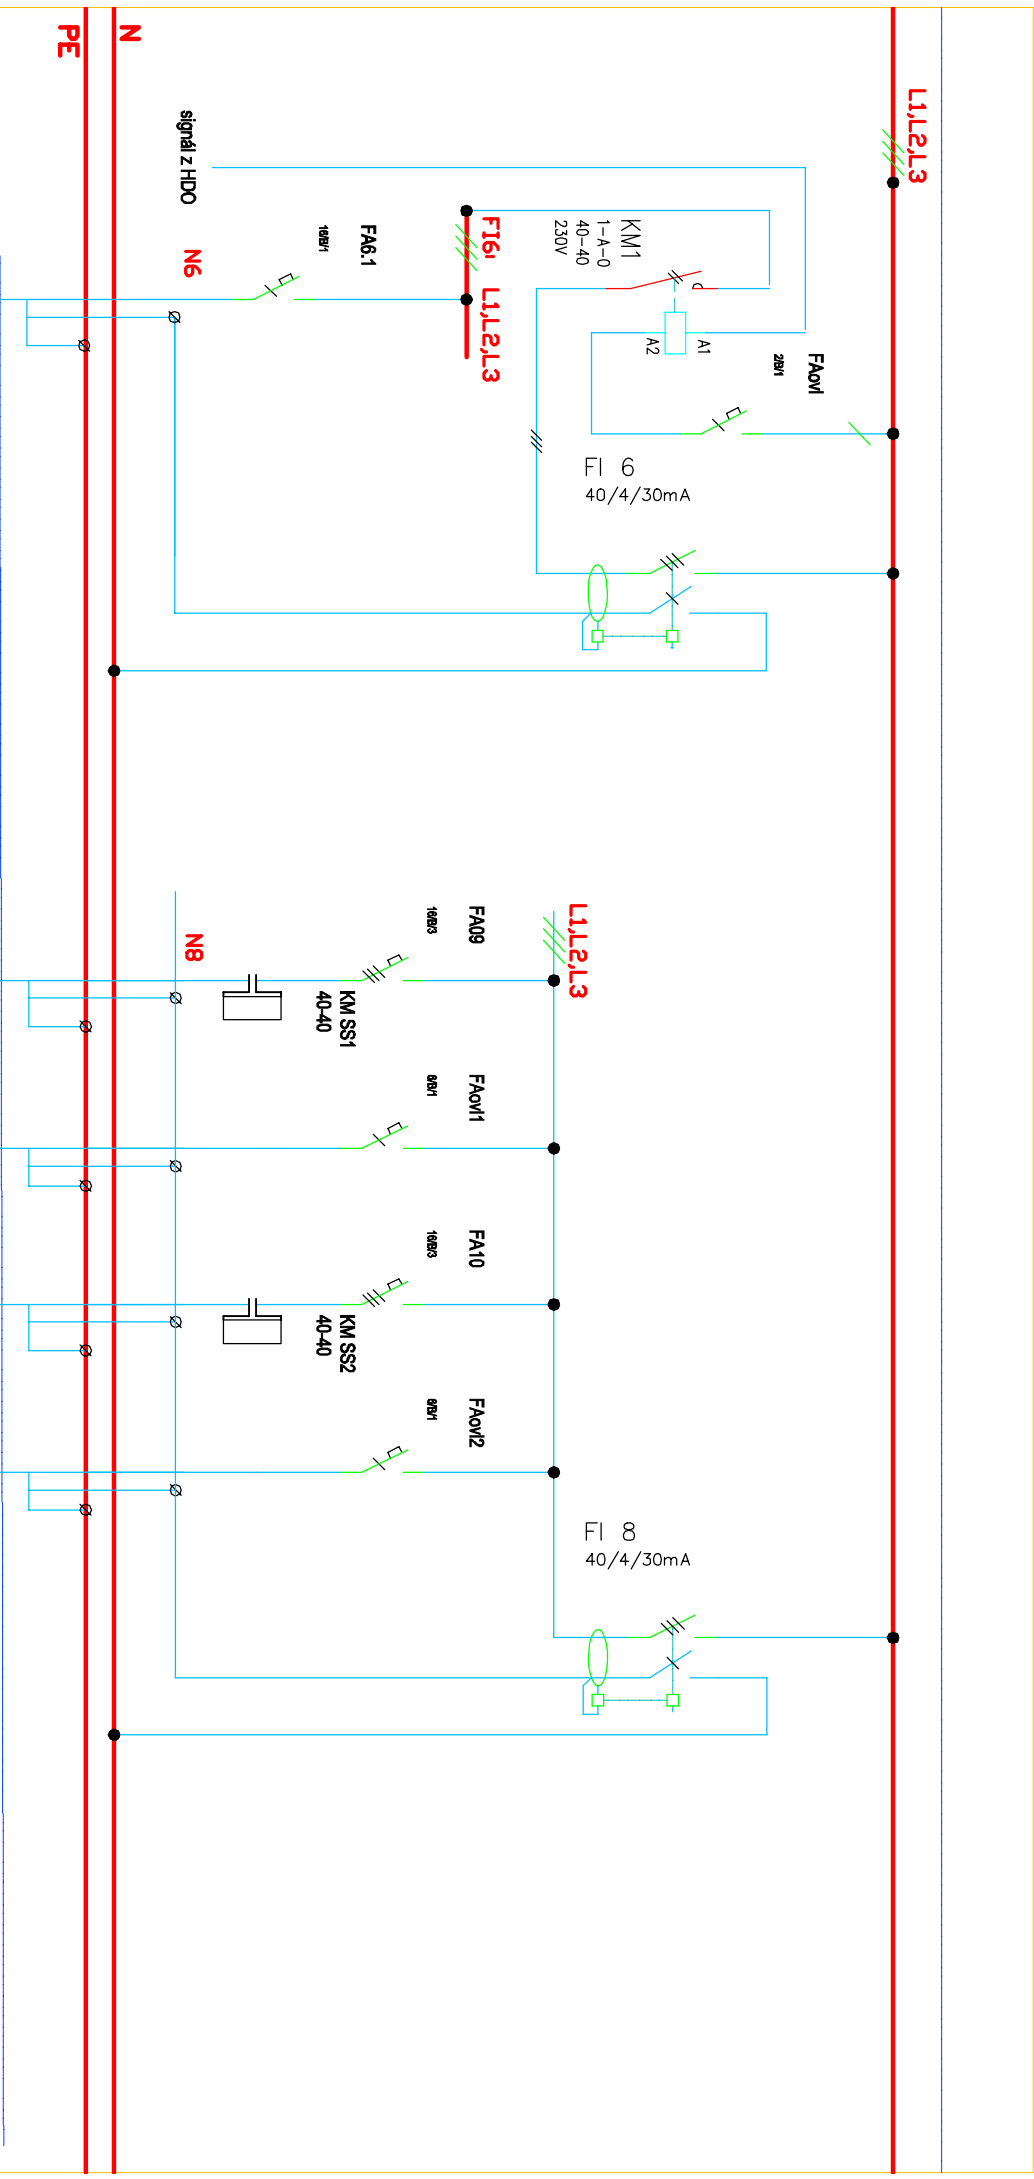 L1,L2,L3
N
PE
signál z HDO
KM1
1-A-0
40-40
230V
A1
A2
FAovl
2/B/1
FI6:
L1,L2,L3
FA6.1
16/B/1
N6
FI 6
40/4/30mA
L1,L2,L3
FA09
16/B/3
KM SS1
40-40
N8
FAovl1
6/B/1
FA10
16/B/3
KM SS2
40-40
FAovl2
6/B/1
FI 8
40/4/30mA